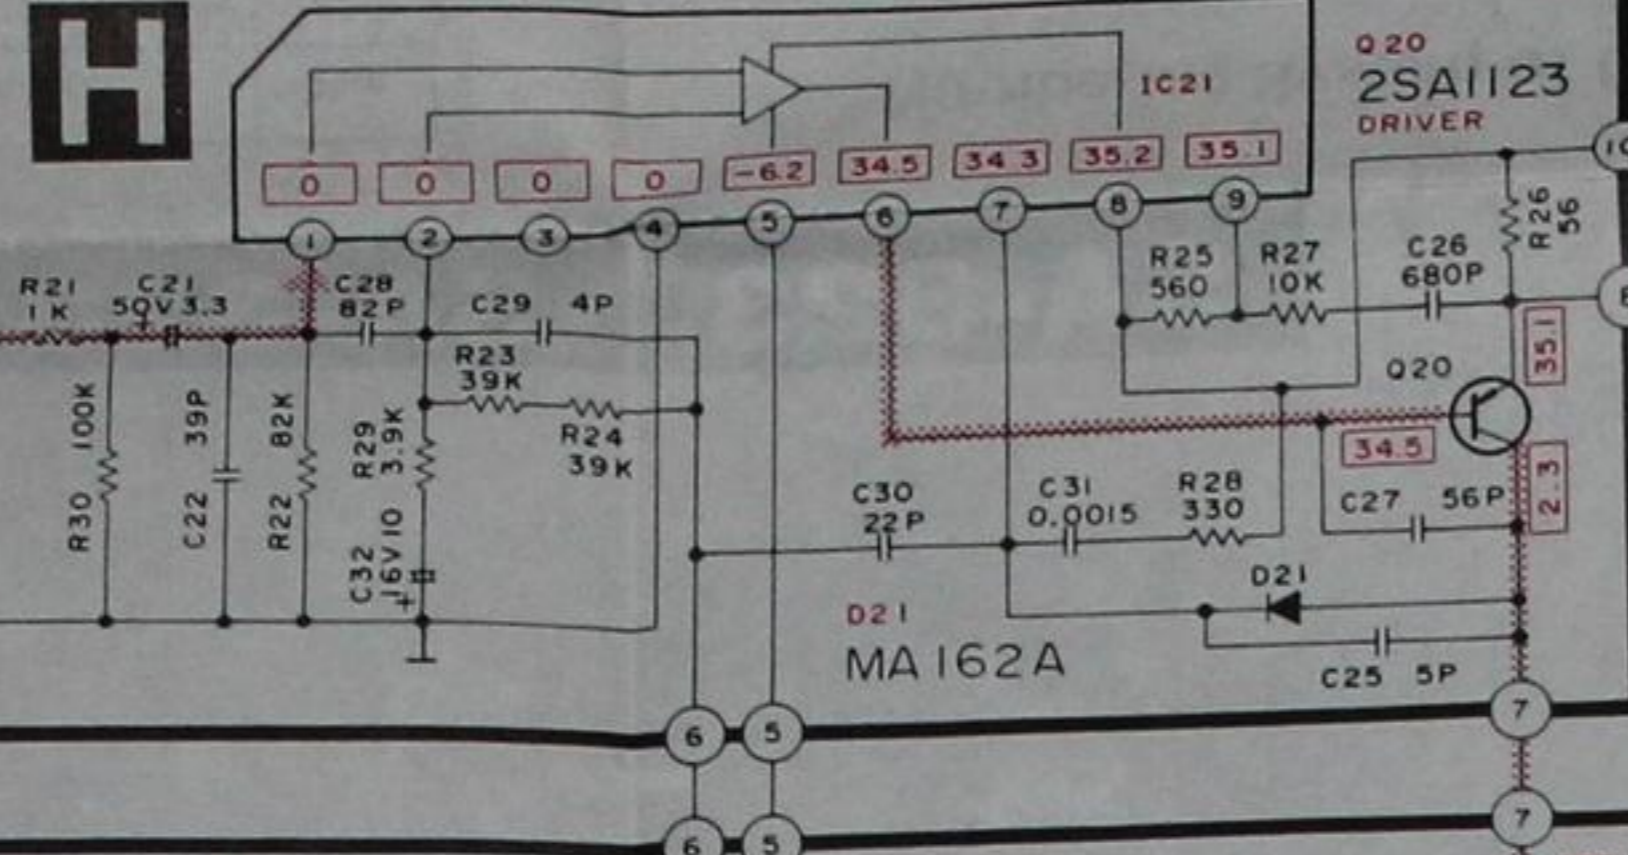 H
Q20
2SA1123
DRIVER
IC21
0
0
0
0
-6.2
34.5
34.3
35.2
35.1
1
2
3
4
5
6
7
8
9
R21
1K
C21
50V3.3
+
C28
82P
C29 4P
R23
39K
R24
39K
R25
560
R27
10K
C26
680P
R26
56
35.1
Q20
R30 100K
C22 39P
R22 82K
R29
3.9K
C32
16V10
+
34.5
2.3
C30
22P
C31
0.0015
R28
330
C27 56P
D21
D21
MA162A
C25 5P
6
5
7
6
5
7